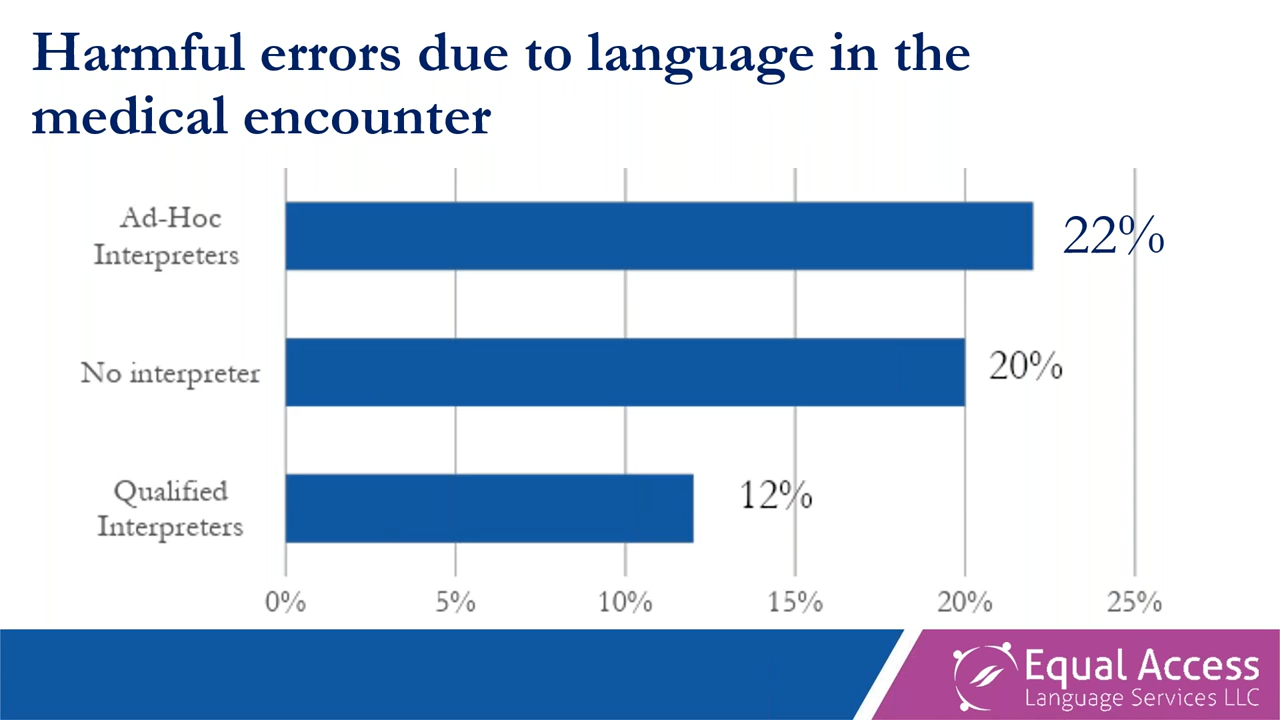 Harmful errors due to language in the
medical encounter
Ad-Hoc
Interpreters
22%
No interpreter
20%
Qualified
Interpreters
12%
0% 5% 10% 15% 20% 25%
Equal Access
Language Services LLC